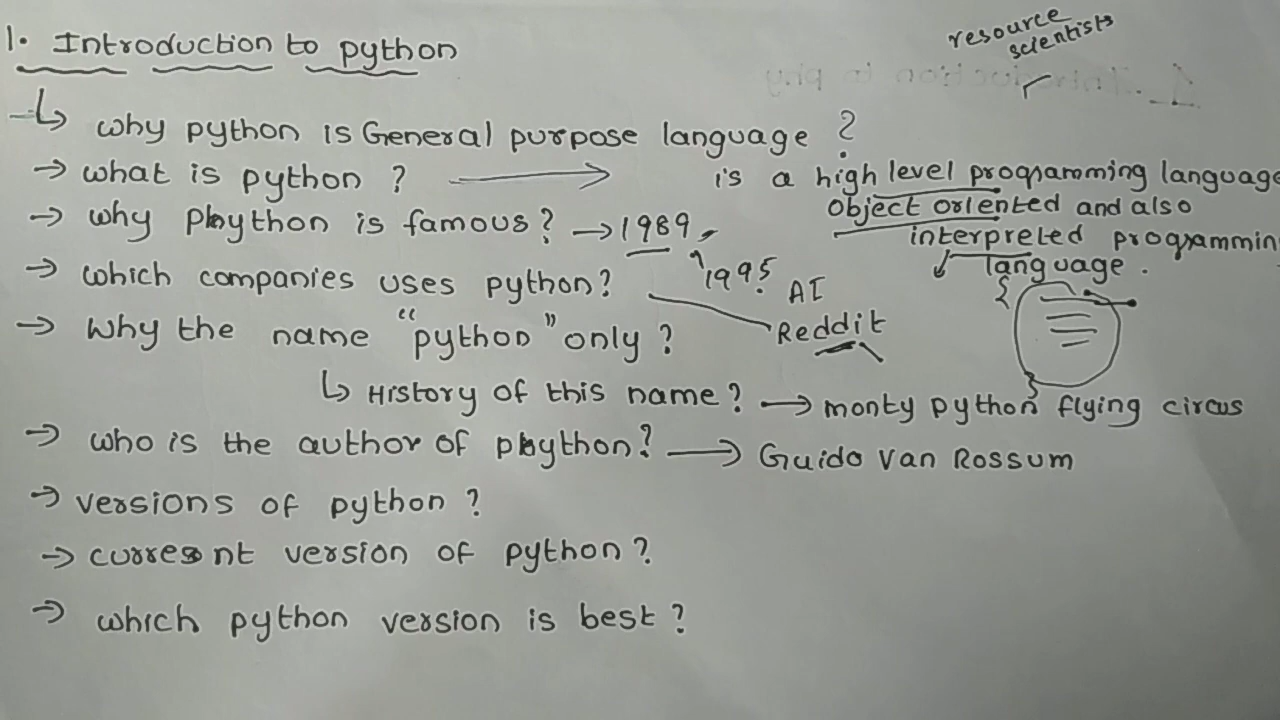 1. Introduction to python
resource
scientists
why python is General purpose language ?
→ what is python ? → is a high level programming language
object oriented and also
interpreted programming
language .
→ why python is famous? → 1989,
1995
AI
→ which companies uses python?
Reddit
→ why the name "python" only ?
↳ History of this name? → monty python flying circus
→ who is the author of python? → Guido Van Rossum
→ versions of python ?
→ current version of python ?
→ which python version is best ?